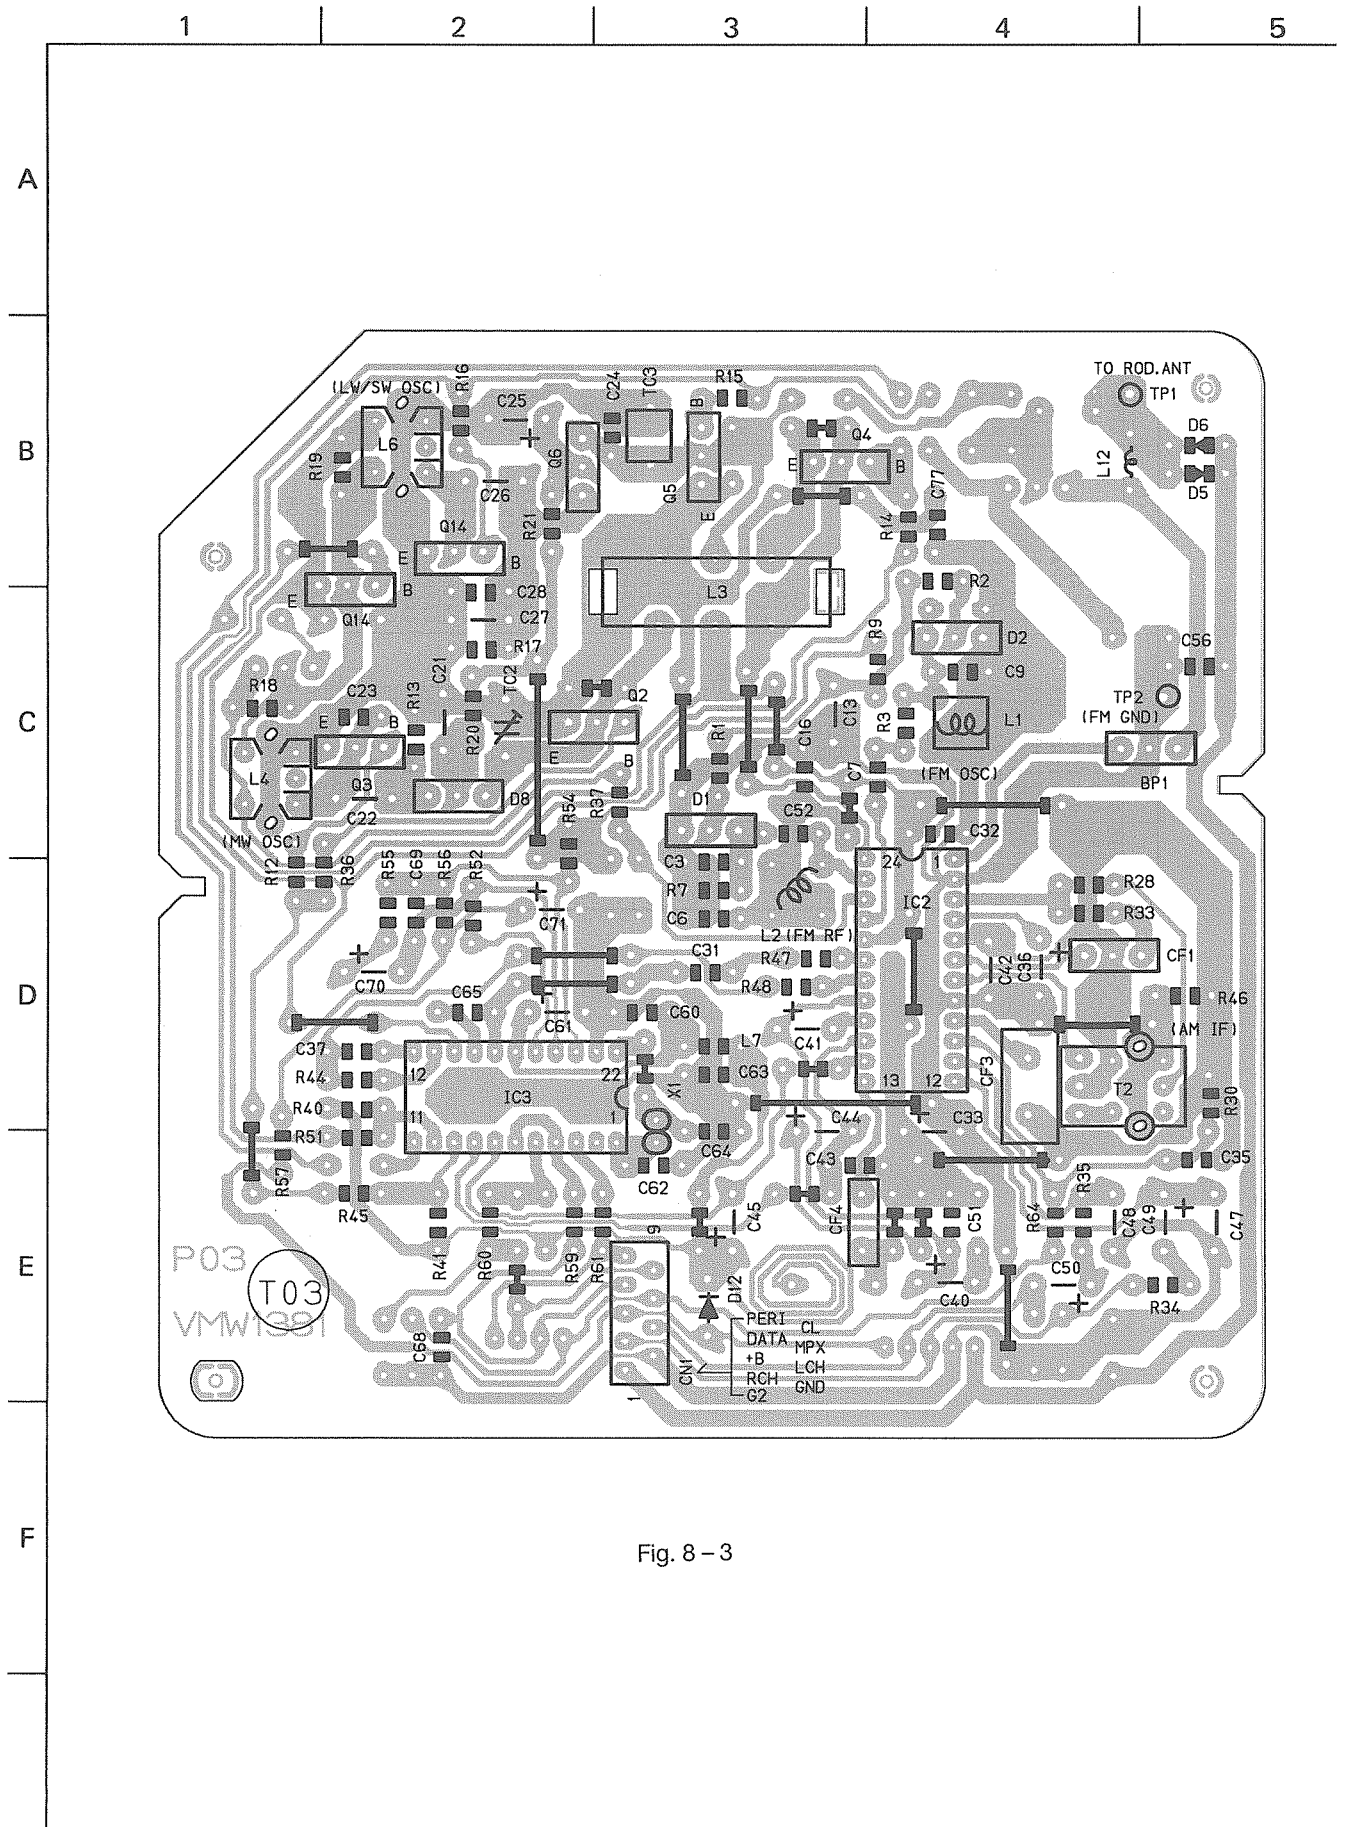 1 2 3 4 5
A
B
C
D
E
F
TO ROD.ANT
TP1
(LW/SW OSC)
R16
C25
C24
TC3
R15
B
D6
L6
Q6
Q4
E
B
L12
R19
C26
Q5
E
D5
C77
R21
R14
Q14
E
B
R2
C28
L3
E
B
Q14
C27
R9
D2
R17
C56
C21
TC2
C9
R18
C23
R13
Q2
TP2
(FM GND)
C13
L1
E
B
R20
E
B
R1
C16
R3
L4
Q3
C7
(FM OSC)
BP1
D8
R54
R37
D1
C52
C22
(MW OSC)
C32
R12
R36
R55
C69
R56
R52
C3
24
1
R28
R7
IC2
C71
C6
R33
L2(FM RF)
R47
C31
C42
C36
CF1
C70
R48
R46
C65
C61
C60
C41
(AM IF)
C37
L7
CF3
R44
12
22
C63
13
12
T2
IC3
X1
R30
R40
11
1
C44
C33
R51
C64
C43
C35
R57
C62
R35
R45
9
C45
CF4
C51
R64
C48
C49
C47
R41
R60
R59
R61
P03
T03
D12
C40
C50
R34
VMW1381
PERI
CL
DATA
MPX
C68
CN1
+B
LCH
RCH
GND
G2
1
Fig. 8-3